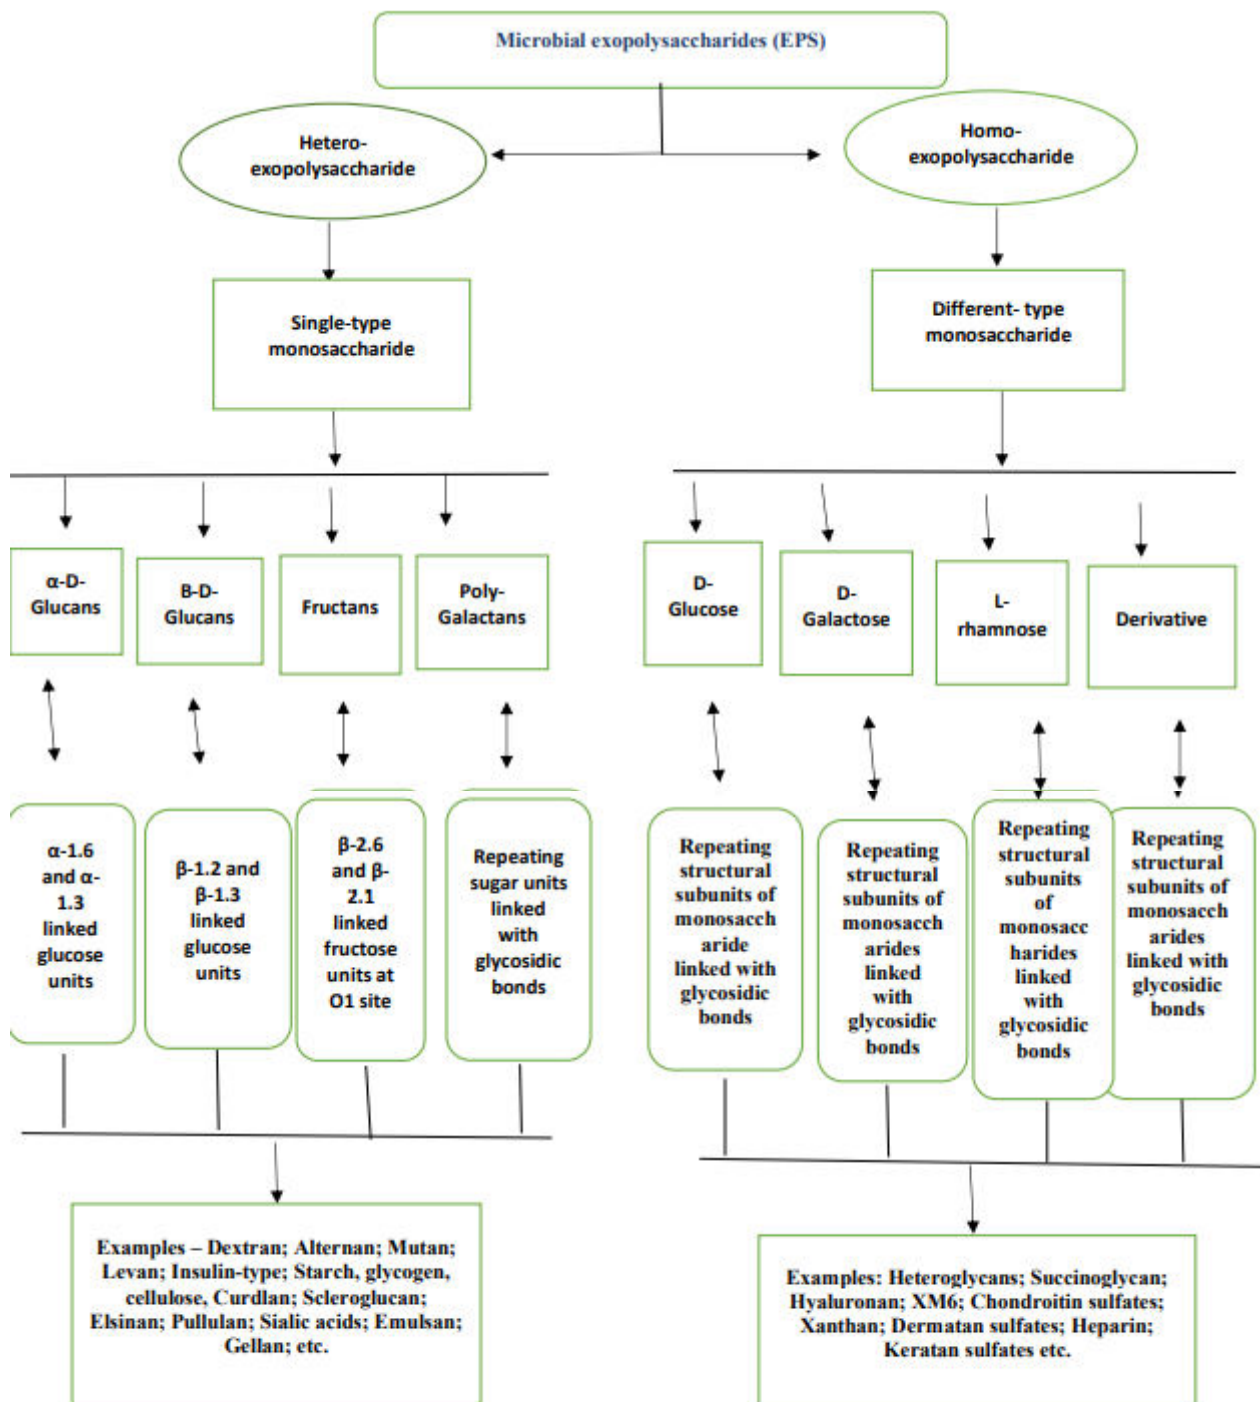 Microbial exopolysaccharides (EPS)
Hetero-
exopolysaccharide
Homo-
exopolysaccharide
Single-type
monosaccharide
Different- type
monosaccharide
α-D-
Glucans
B-D-
Glucans
Fructans
Poly-
Galactans
D-
Glucose
D-
Galactose
L-
rhamnose
Derivative
α-1.6
and α-
1.3
linked
glucose
units
β-1.2 and
β-1.3
linked
glucose
units
β-2.6
and β-
2.1
linked
fructose
units at
O1 site
Repeating
sugar units
linked
with
glycosidic
bonds
Repeating
structural
subunits of
monosacch
aride
linked with
glycosidic
bonds
Repeating
structural
subunits of
monosacch
arides
linked
with
glycosidic
bonds
Repeating
structural
subunits
of
monosacc
harides
linked
with
glycosidic
bonds
Repeating
structural
subunits of
monosacch
arides
linked with
glycosidic
bonds
Examples – Dextran; Alternan; Mutan;
Levan; Insulin-type; Starch, glycogen,
cellulose, Curdlan; Scleroglucan;
Elsinan; Pullulan; Sialic acids; Emulsan;
Gellan; etc.
Examples: Heteroglycans; Succinoglycan;
Hyaluronan; XM6; Chondroitin sulfates;
Xanthan; Dermatan sulfates; Heparin;
Keratan sulfates etc.